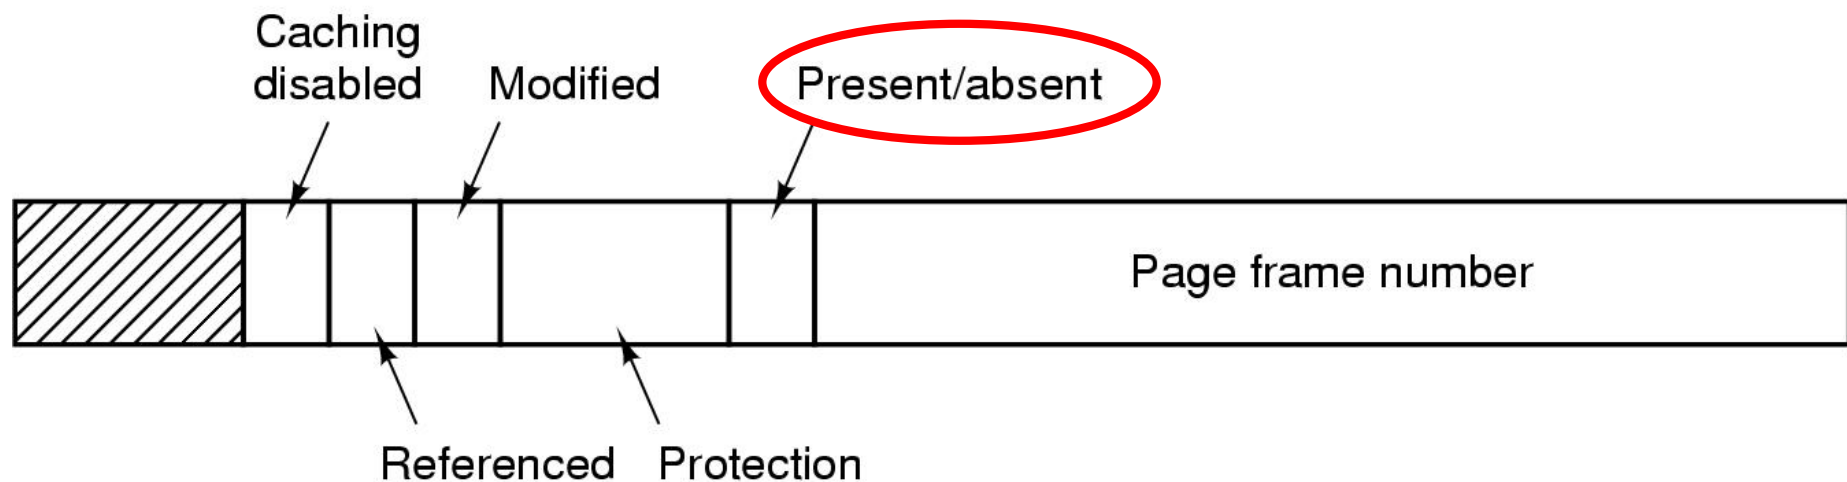 Caching
disabled
Modified
Present/absent
Page frame number
Referenced
Protection